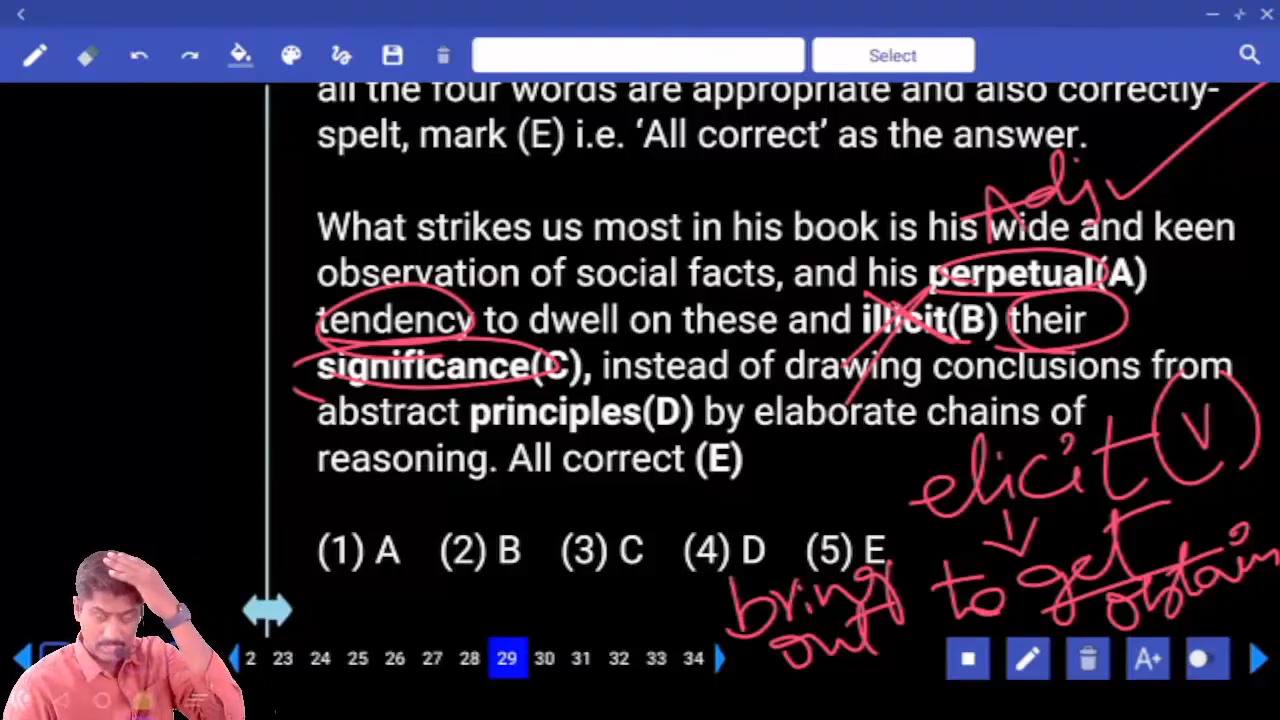 Select
all the four words are appropriate and also correctly-
spelt, mark (E) i.e. ‘All correct’ as the answer.
Adj
What strikes us most in his book is his wide and keen
observation of social facts, and his perpetual(A)
tendency to dwell on these and illicit(B) their
significance(C), instead of drawing conclusions from
abstract principles(D) by elaborate chains of
reasoning. All correct (E)
elicit V
(1) A (2) B (3) C (4) D (5) E
to get
bring out
obtain
2 23 24 25 26 27 28 29 30 31 32 33 34
A+